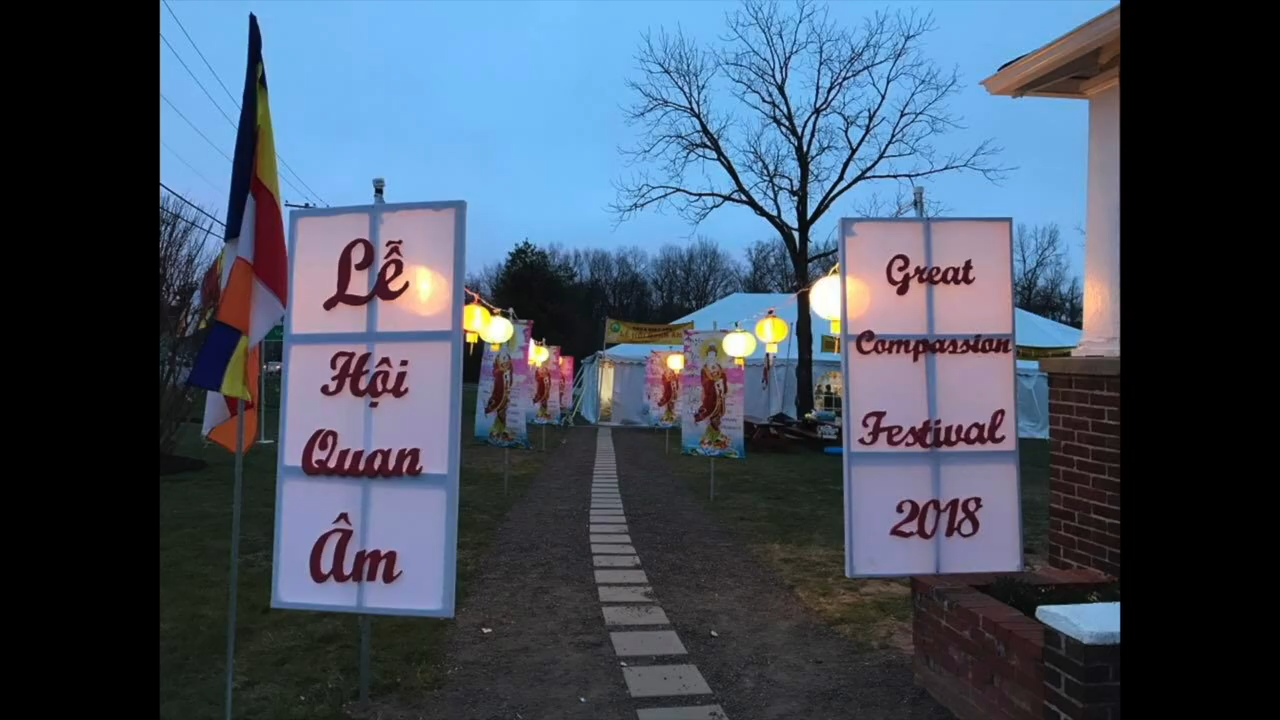 Lễ
Hội
Quan
Âm
Great
Compassion
Festival
2018